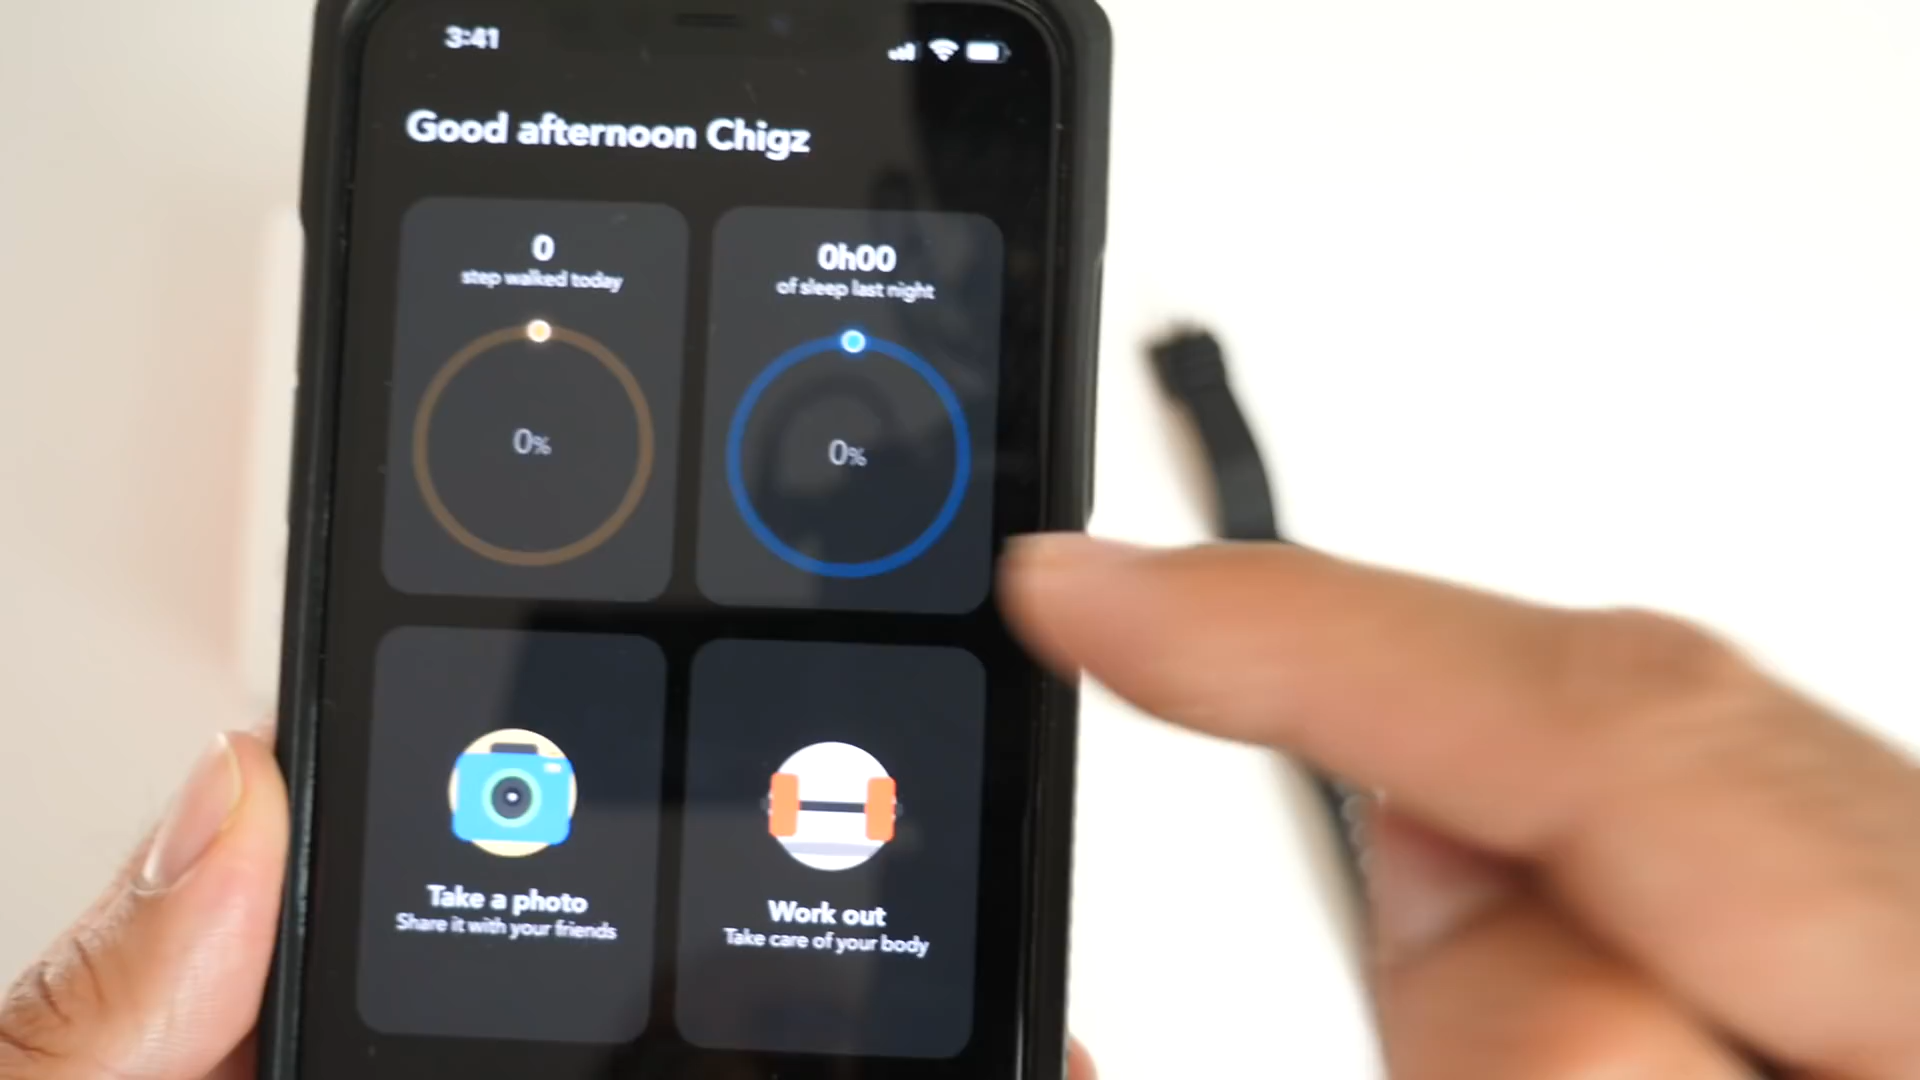 3:41
Good afternoon Chigz
0
step walked today
0%
0h00
of sleep last night
0%
Take a photo
Share it with your friends
Work out
Take care of your body